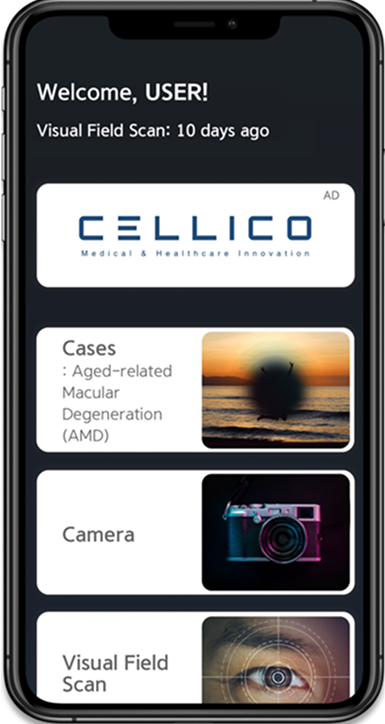 Welcome, USER!
Visual Field Scan: 10 days ago
AD
CELLICO
Medical & Healthcare Innovation
Cases
: Aged-related
Macular
Degeneration
(AMD)
Camera
Visual Field
Scan